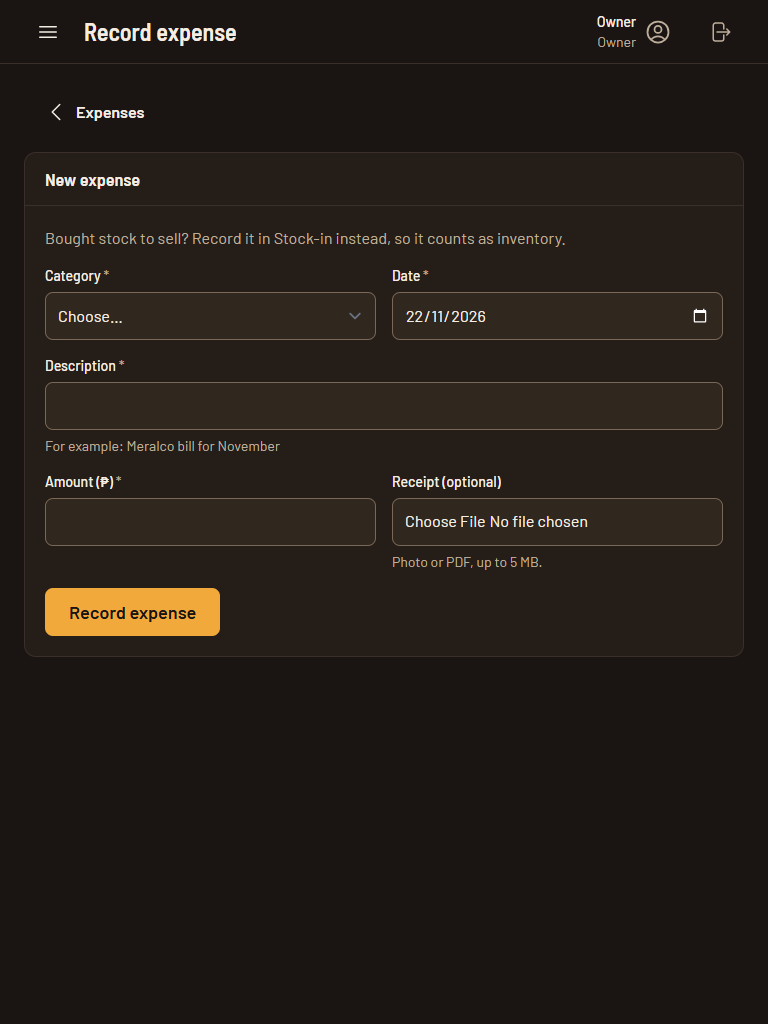 Record expense
Owner
Owner
Expenses
New expense
Bought stock to sell? Record it in Stock-in instead, so it counts as inventory.
Category *
Date *
Choose...
22/11/2026
Description *
For example: Meralco bill for November
Amount (₱) *
Receipt (optional)
Choose File No file chosen
Photo or PDF, up to 5 MB.
Record expense